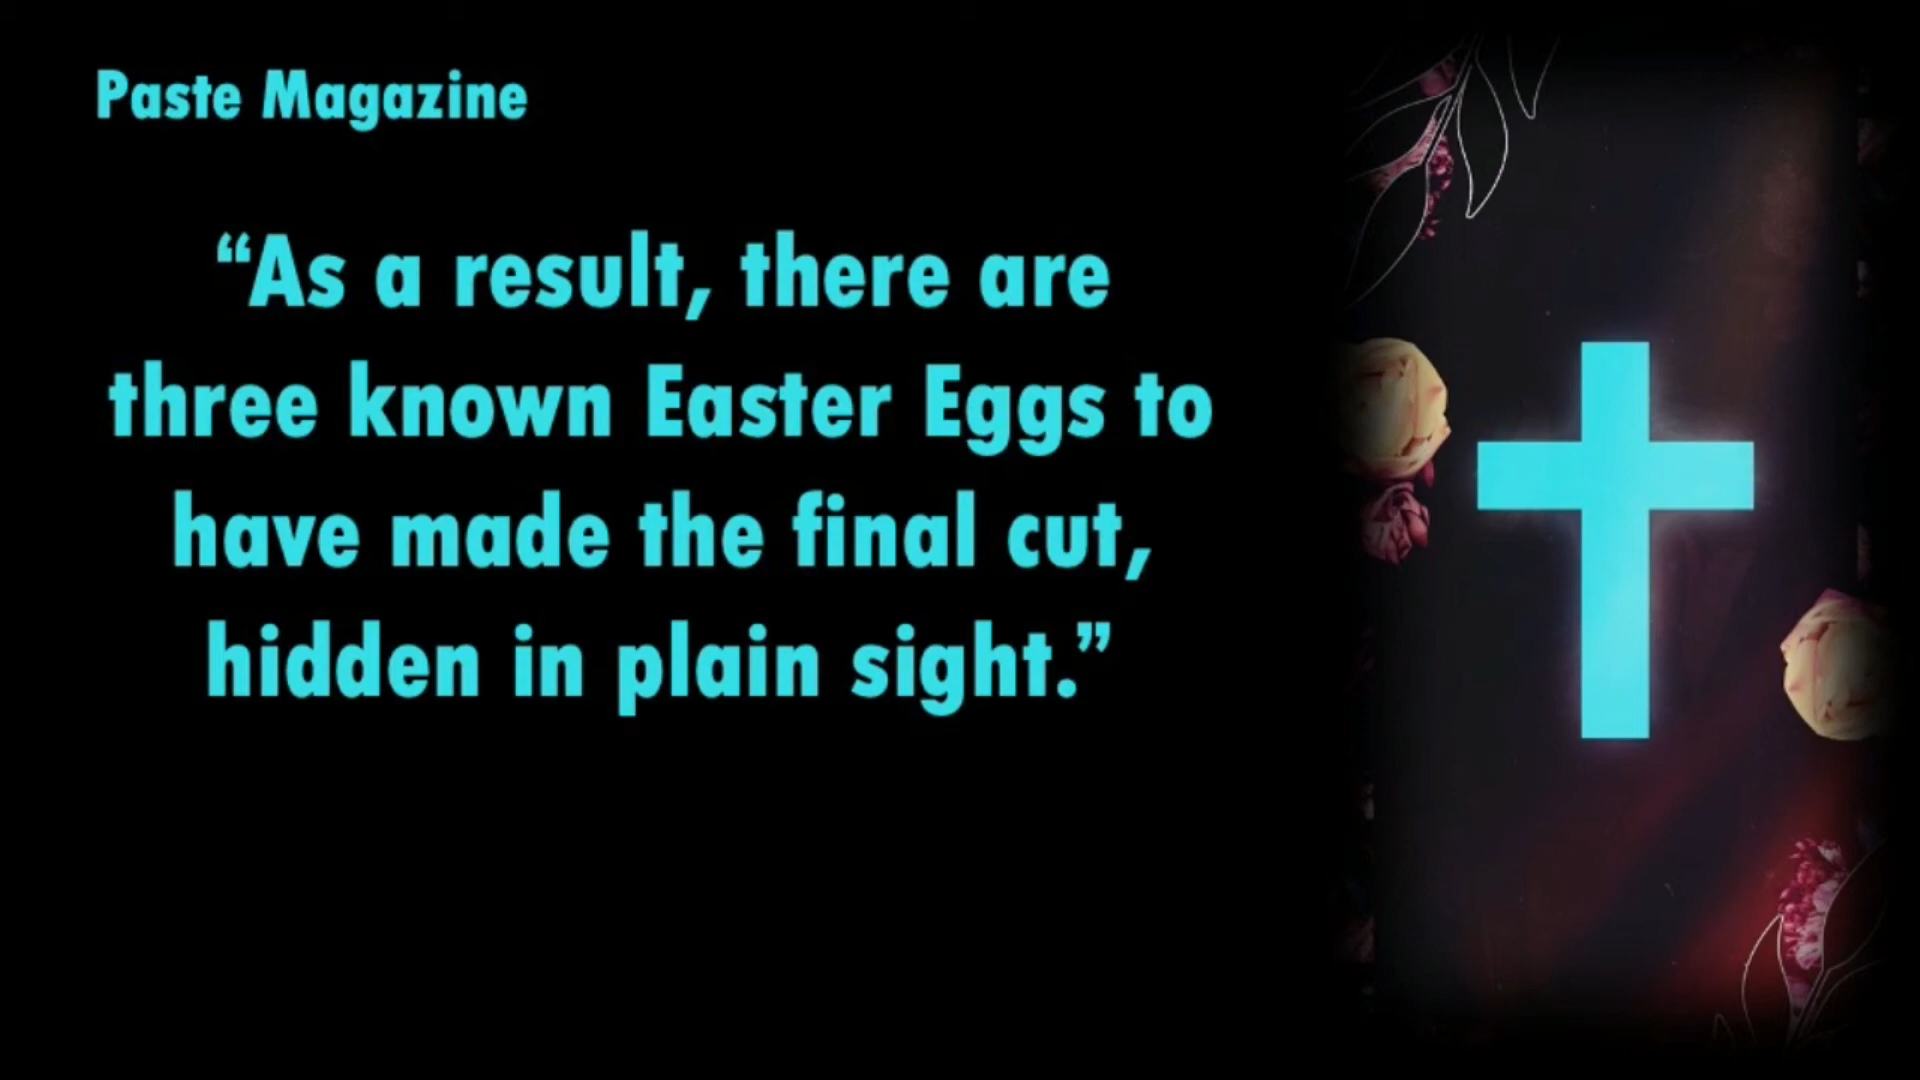 Paste Magazine
“As a result, there are
three known Easter Eggs to
have made the final cut,
hidden in plain sight.”